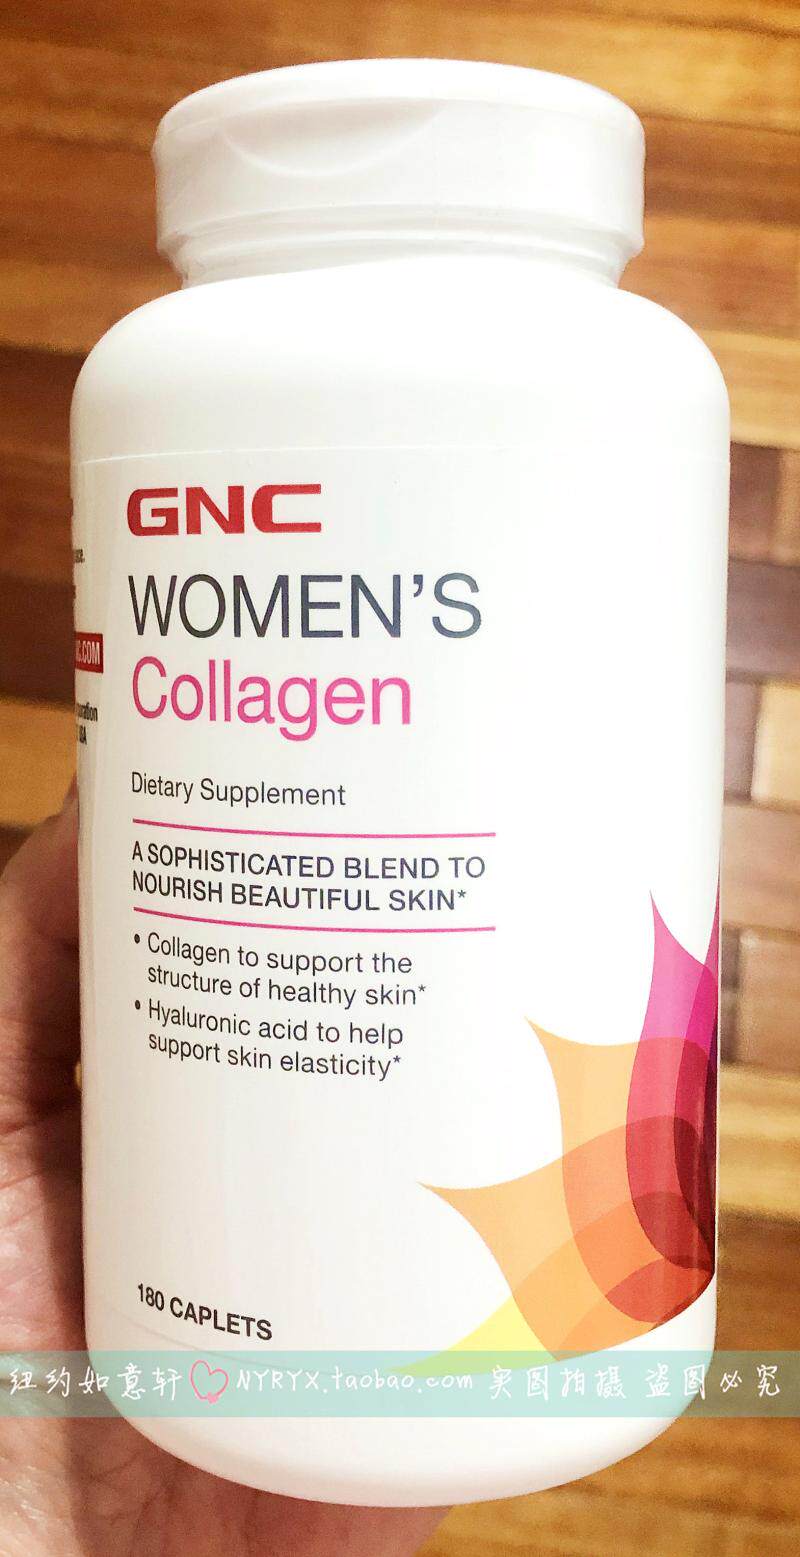 GNC
WOMEN'S
Collagen
Dietary Supplement
A SOPHISTICATED BLEND TO
NOURISH BEAUTIFUL SKIN*
• Collagen to support the
structure of healthy skin*
• Hyaluronic acid to help
support skin elasticity*
180 CAPLETS
.COM
USA
纽约如意轩 NYRYX.taobao.com 实图拍摄 盗图必究